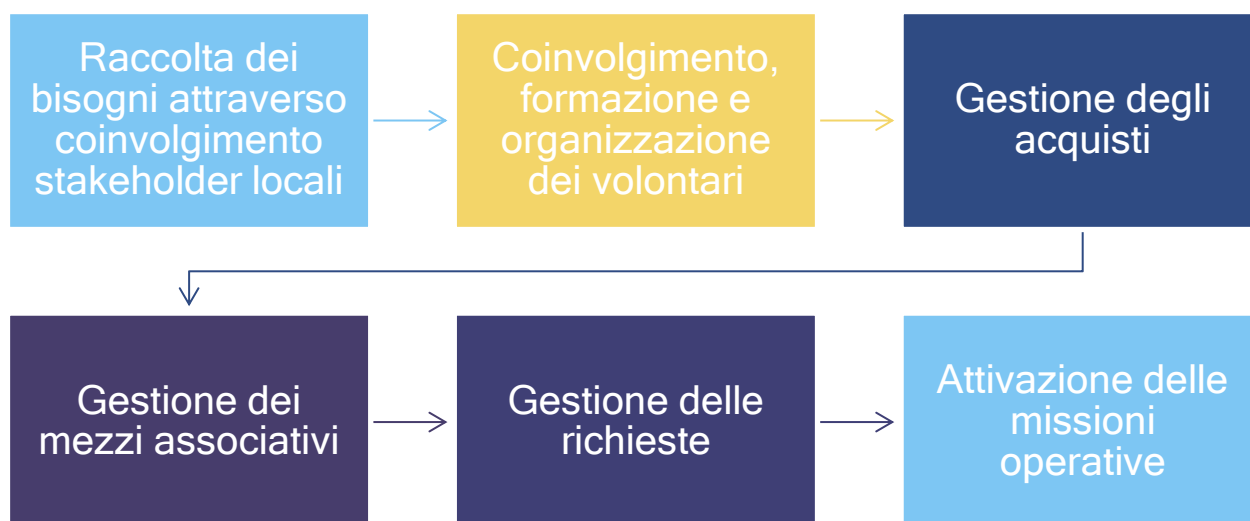 Raccolta dei
bisogni attraverso
coinvolgimento
stakeholder locali
Coinvolgimento,
formazione e
organizzazione
dei volontari
Gestione degli
acquisti
Gestione dei
mezzi associativi
Gestione delle
richieste
Attivazione delle
missioni
operative